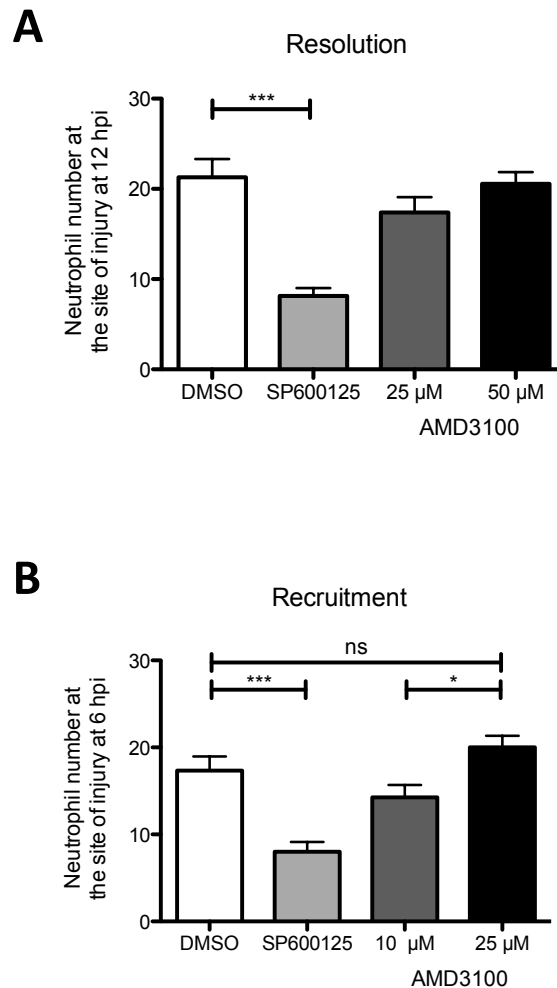 A
Resolution
Neutrophil number at
the site of injury at 12 hpi
30
20
10
0
***
DMSO
SP600125
25 µM
50 µM
AMD3100
B
Recruitment
Neutrophil number at
the site of injury at 6 hpi
30
20
10
0
ns
***
*
DMSO
SP600125
10 µM
25 µM
AMD3100